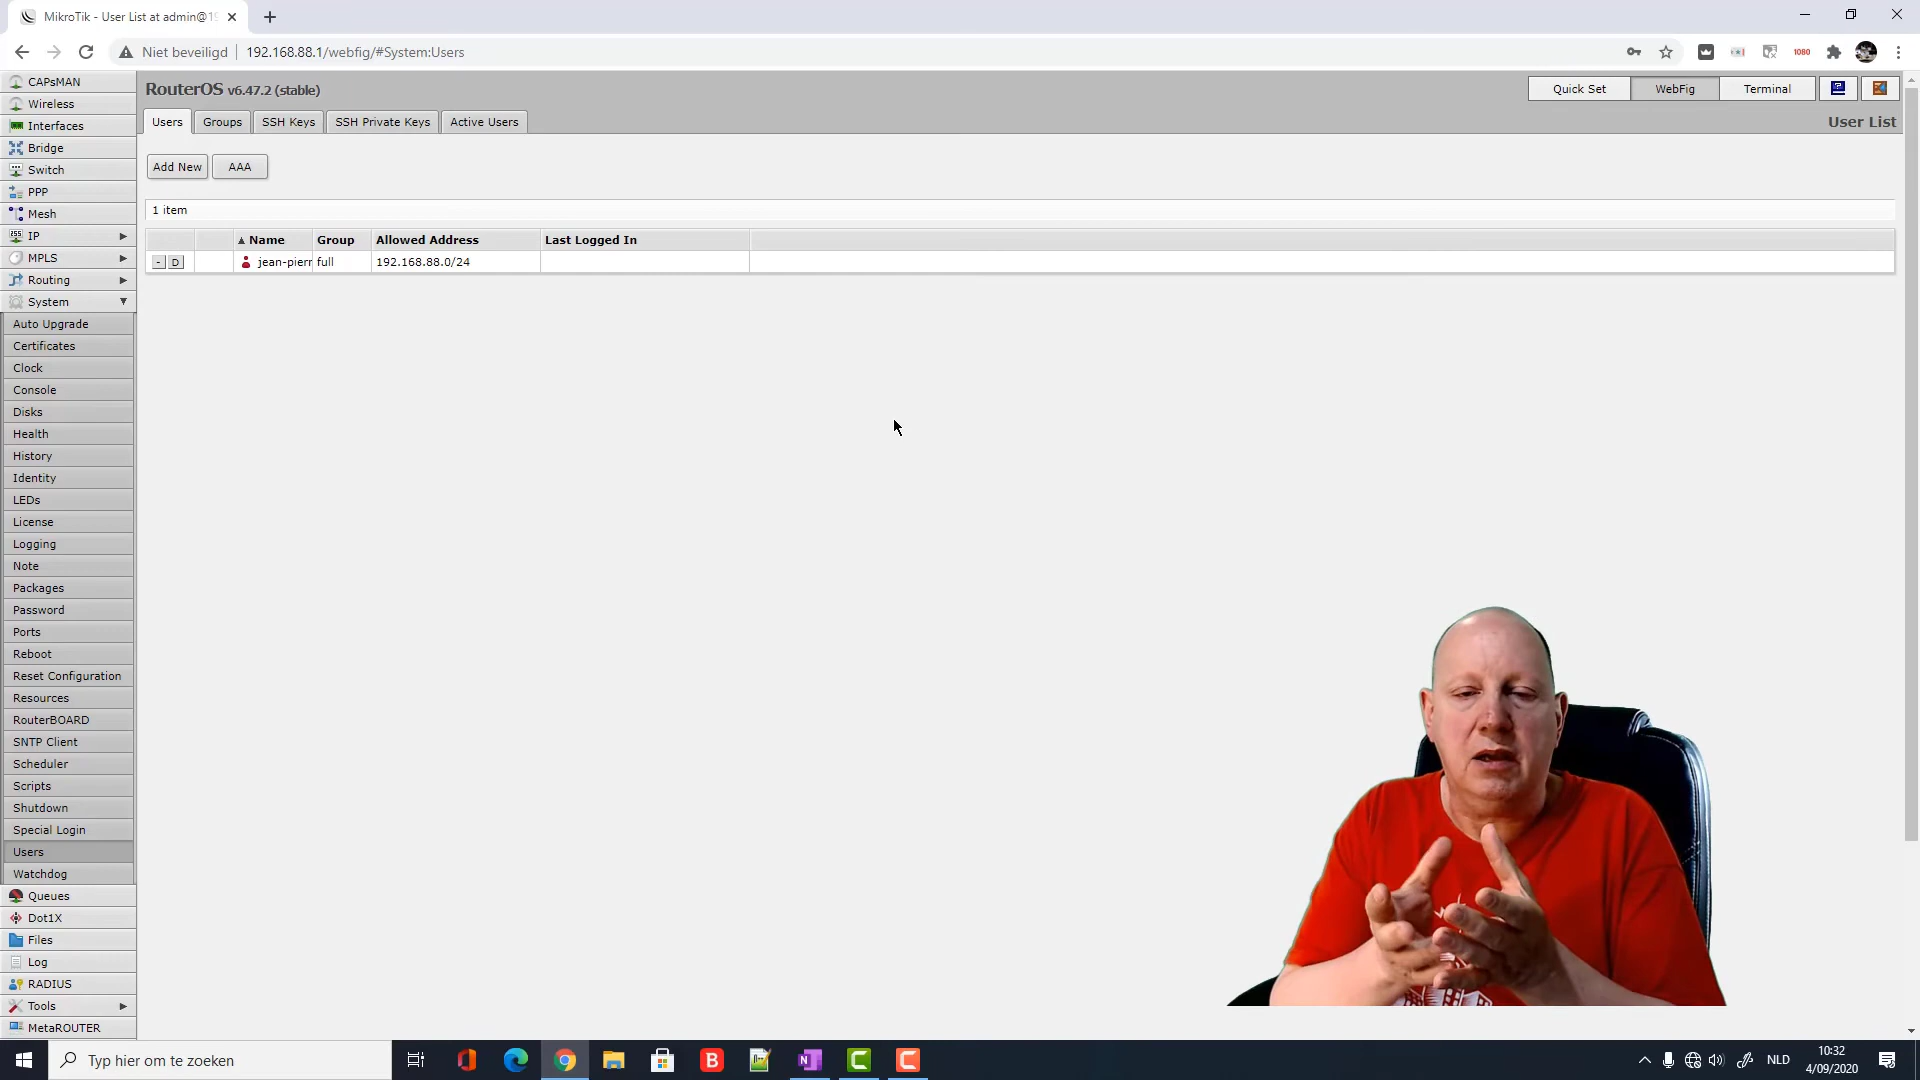 MikroTik - User List at admin@19
Niet beveiligd
192.168.88.1/webfig/#System:Users
1080
CAPsMAN
Wireless
Interfaces
Bridge
Switch
PPP
Mesh
IP
MPLS
Routing
System
Auto Upgrade
Certificates
Clock
Console
Disks
Health
History
Identity
LEDs
License
Logging
Note
Packages
Password
Ports
Reboot
Reset Configuration
Resources
RouterBOARD
SNTP Client
Scheduler
Scripts
Shutdown
Special Login
Users
Watchdog
Queues
Dot1X
Files
Log
RADIUS
Tools
MetaROUTER
RouterOS v6.47.2 (stable)
Quick Set
WebFig
Terminal
Users
Groups
SSH Keys
SSH Private Keys
Active Users
User List
Add New
AAA
1 item
▲ Name Group Allowed Address Last Logged In
- D jean-pierr full 192.168.88.0/24
Typ hier om te zoeken
NLD
10:32
4/09/2020